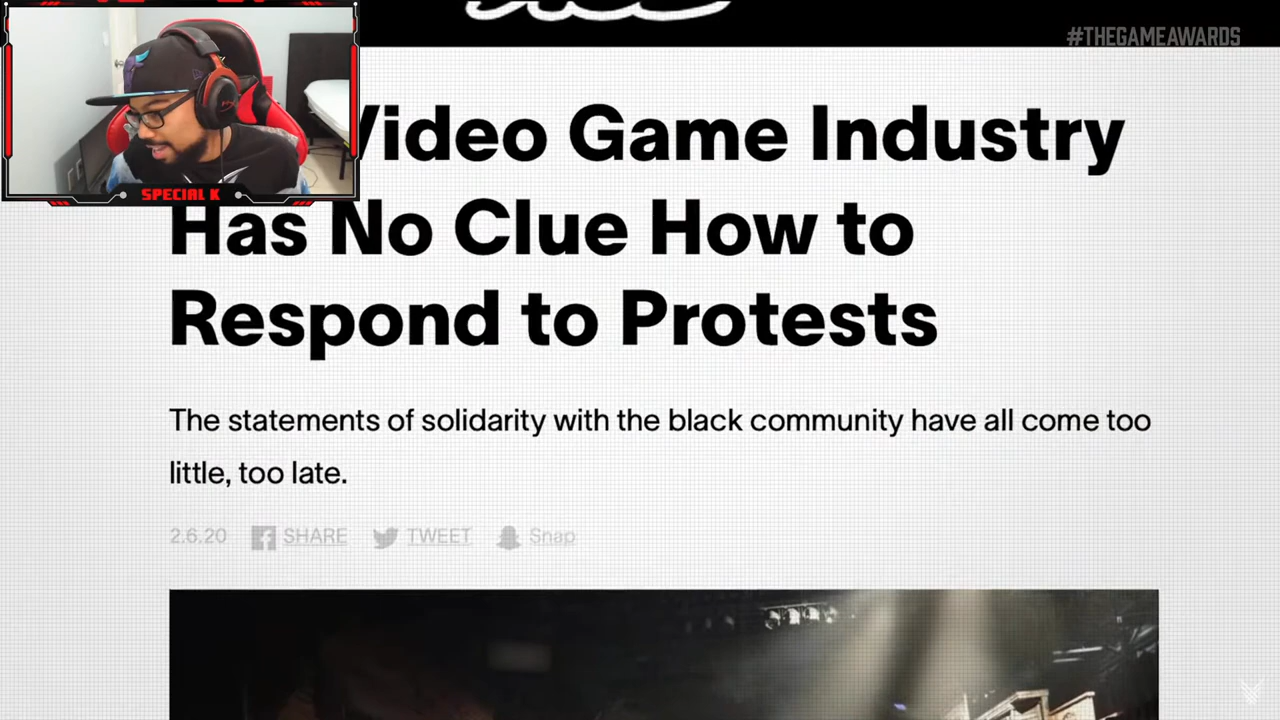 #THEGAMEAWARDS
Video Game Industry
Has No Clue How to
Respond to Protests
SPECIAL K
The statements of solidarity with the black community have all come too
little, too late.
2.6.20 SHARE TWEET Snap